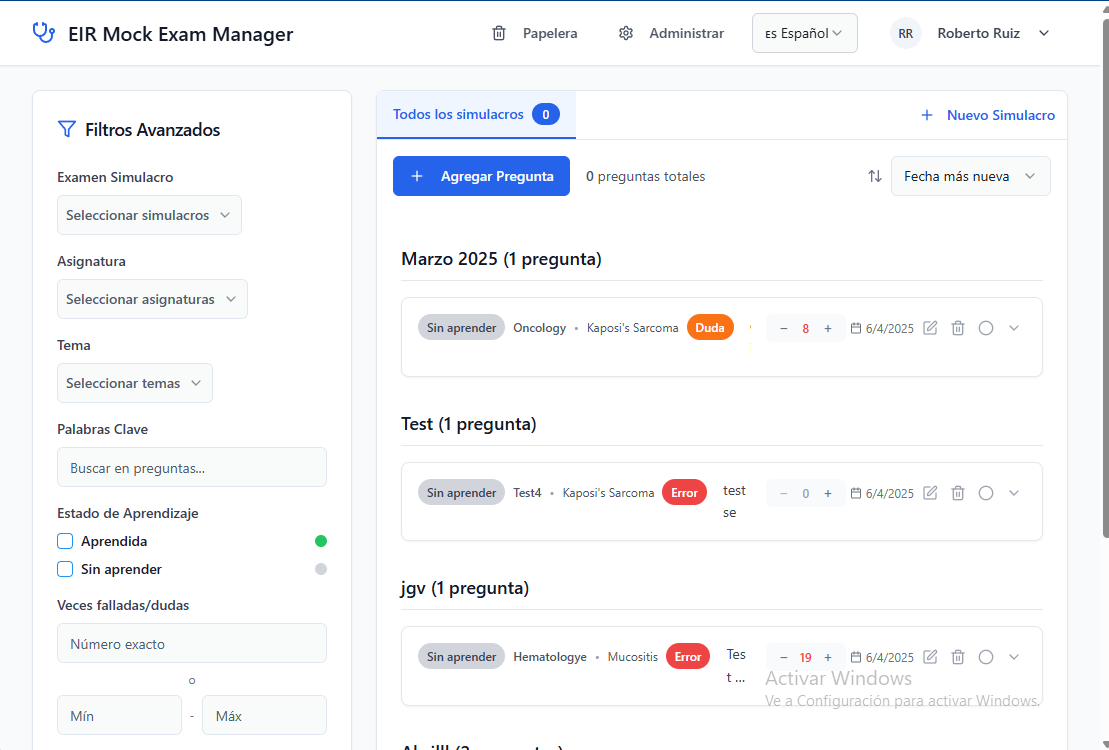 EIR Mock Exam Manager
Papelera
Administrar
ES Español
RR
Roberto Ruiz
Filtros Avanzados
Examen Simulacro
Seleccionar simulacros
Asignatura
Seleccionar asignaturas
Tema
Seleccionar temas
Palabras Clave
Buscar en preguntas...
Estado de Aprendizaje
Aprendida
Sin aprender
Veces falladas/dudas
Número exacto
o
Mín - Máx
Todos los simulacros 0
+ Nuevo Simulacro
+ Agregar Pregunta
0 preguntas totales
Fecha más nueva
Marzo 2025 (1 pregunta)
Sin aprender Oncology • Kaposi's Sarcoma Duda − 8 + 6/4/2025
Test (1 pregunta)
Sin aprender Test4 • Kaposi's Sarcoma Error test − 0 + 6/4/2025
se
jgv (1 pregunta)
Sin aprender Hematologye • Mucositis Error Tes − 19 + 6/4/2025
t ...
Activar Windows
Ve a Configuración para activar Windows.